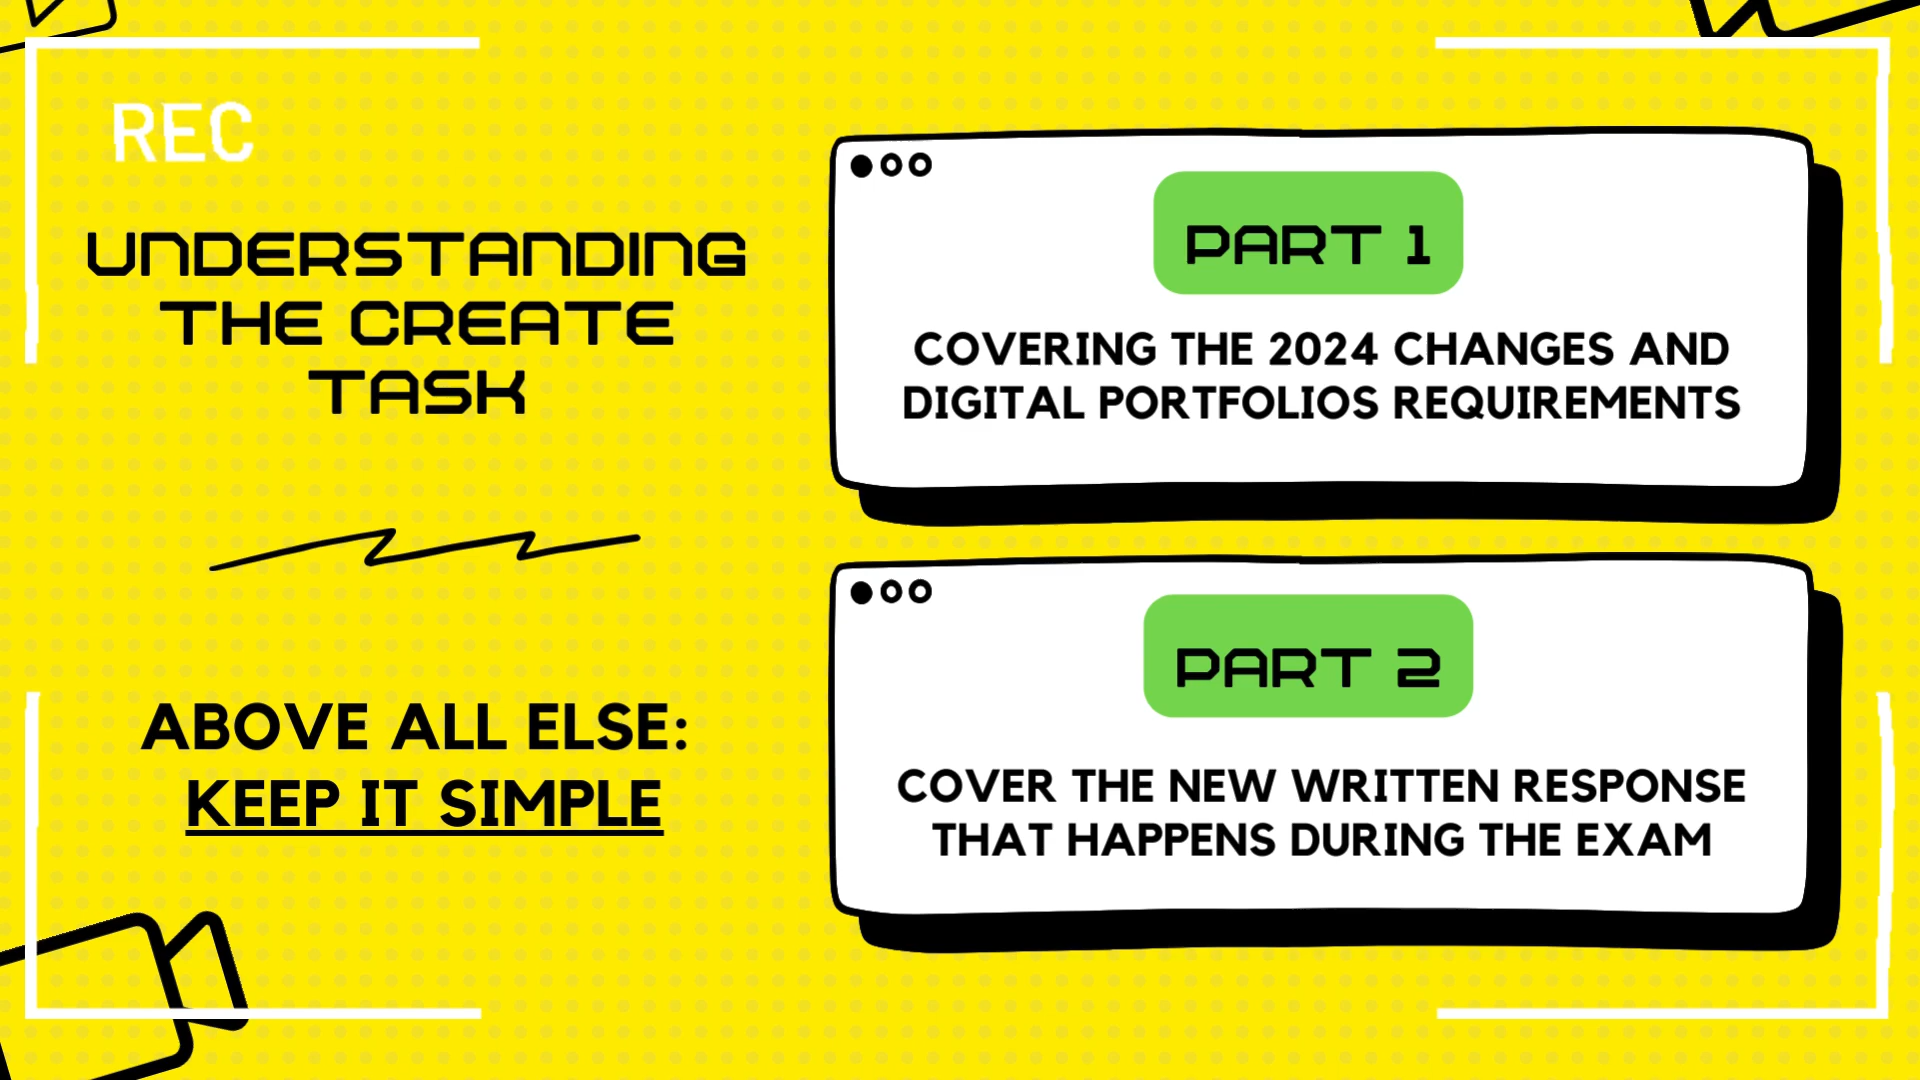 REC
UNDERSTANDING
THE CREATE
TASK
ABOVE ALL ELSE:
KEEP IT SIMPLE
PART 1
COVERING THE 2024 CHANGES AND
DIGITAL PORTFOLIOS REQUIREMENTS
PART 2
COVER THE NEW WRITTEN RESPONSE
THAT HAPPENS DURING THE EXAM